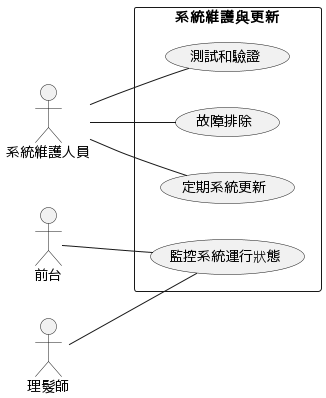 系統維護與更新
測試和驗證
故障排除
系統維護人員
定期系統更新
監控系統運行狀態
前台
理髮師